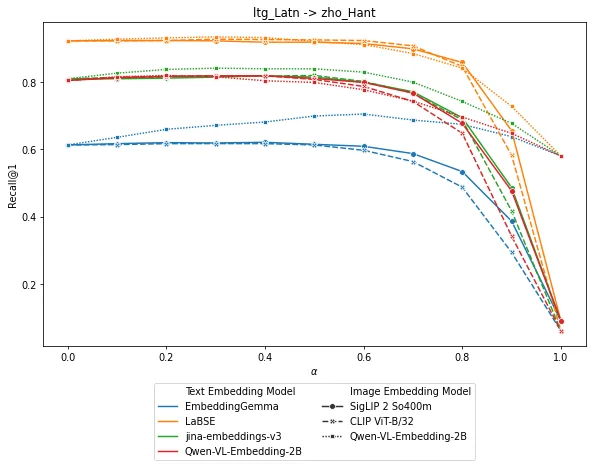 ltg_Latn -> zho_Hant
Recall@1
0.8
0.6
0.4
0.2
0.0 0.2 0.4 0.6 0.8 1.0
α
Text Embedding Model Image Embedding Model
EmbeddingGemma SigLIP 2 So400m
LaBSE CLIP ViT-B/32
jina-embeddings-v3 Qwen-VL-Embedding-2B
Qwen-VL-Embedding-2B